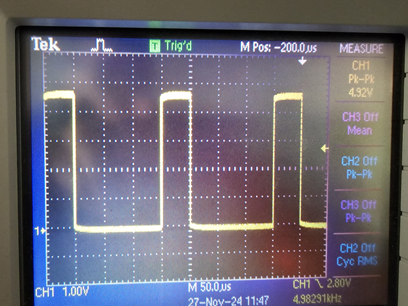 Tek T Trig'd M Pos: -200.0µs MEASURE
CH1
Pk-Pk
4.92V
CH3 Off
Mean
CH2 Off
Pk-Pk
CH3 Off
Pk-Pk
CH2 Off
Cyc RMS
1
CH1 1.00V M 50.0µs CH1 \ 2.80V
27-Nov-24 11:47 4.98291kHz